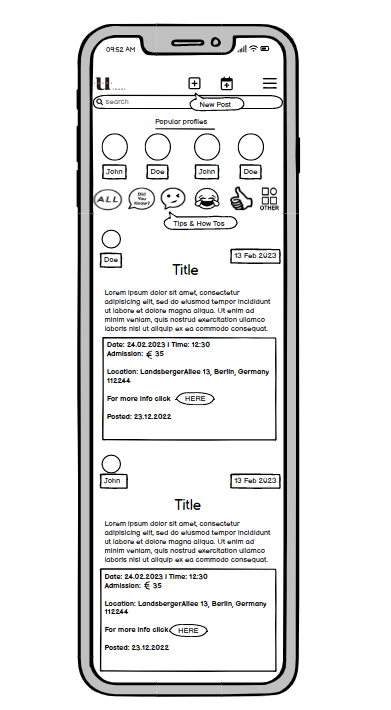 09:52 AM
U
search
New Post
Popular profiles
John
Doe
John
Doe
ALL
Did
You
Know?
OTHER
Tips & How Tos
Doe
13 Feb 2023
Title
Lorem ipsum dolor sit amet, consectetur
adipisicing elit, sed do eiusmod tempor incididunt
ut labore et dolore magna aliqua. Ut enim ad
minim veniam, quis nostrud exercitation ullamco
laboris nisi ut aliquip ex ea commodo consequat.
Date: 24.02.2023 I Time: 12:30
Admission: € 35
Location: LandsbergerAllee 13, Berlin, Germany
112244
For more info click HERE
Posted: 23.12.2022
John
13 Feb 2023
Title
Lorem ipsum dolor sit amet, consectetur
adipisicing elit, sed do eiusmod tempor incididunt
ut labore et dolore magna aliqua. Ut enim ad
minim veniam, quis nostrud exercitation ullamco
laboris nisi ut aliquip ex ea commodo consequat.
Date: 24.02.2023 I Time: 12:30
Admission: € 35
Location: LandsbergerAllee 13, Berlin, Germany
112244
For more info click HERE
Posted: 23.12.2022